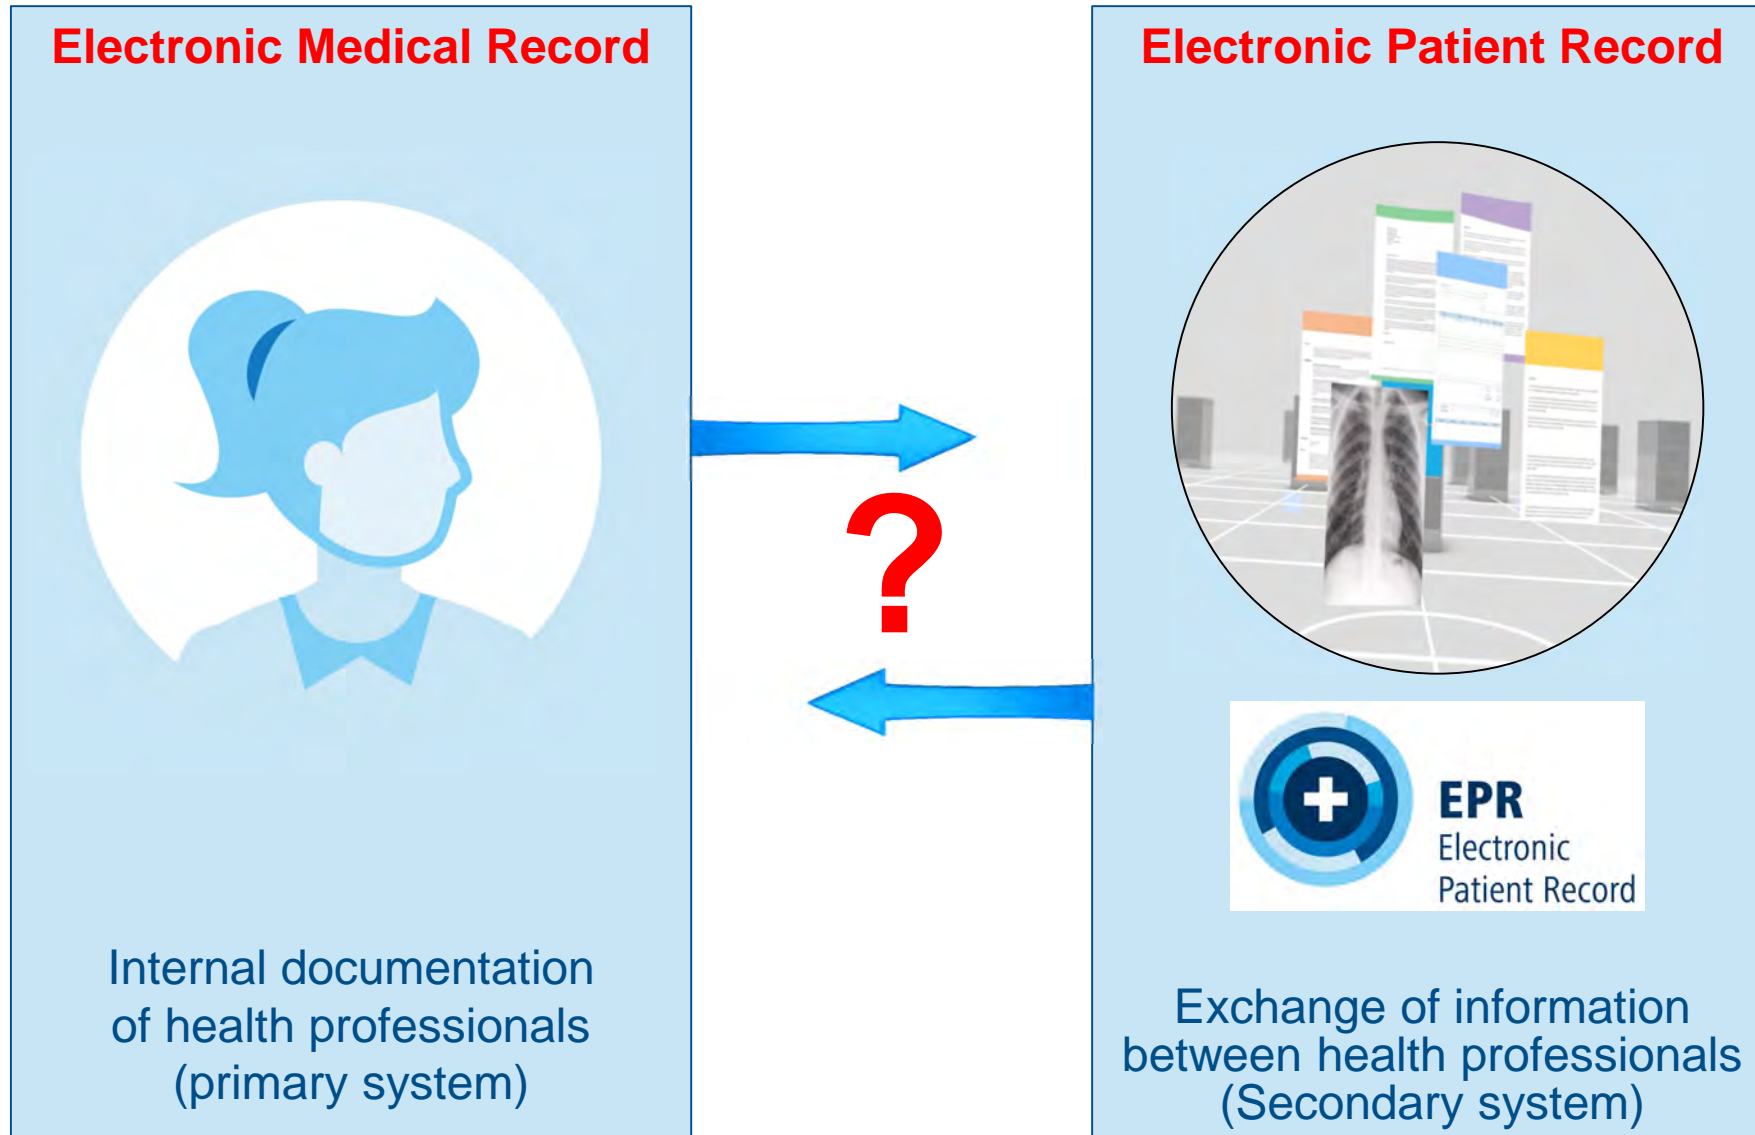 Electronic Medical Record
Internal documentation
of health professionals
(primary system)
?
Electronic Patient Record
EPR
Electronic
Patient Record
Exchange of information
between health professionals
(Secondary system)